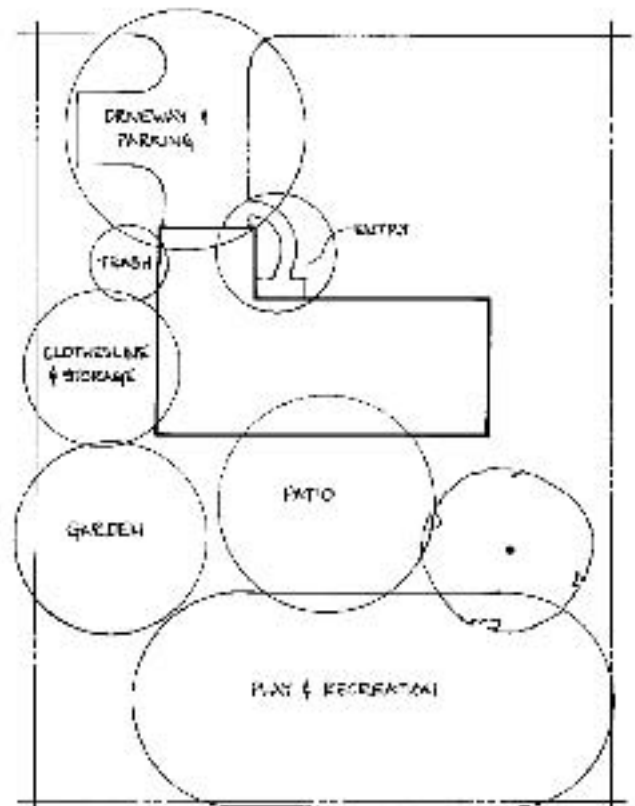 DRIVEWAY &
PARKING
ENTRY
TRASH
CLOTHESLINE
& STORAGE
PATIO
GARDEN
PLAY & RECREATION